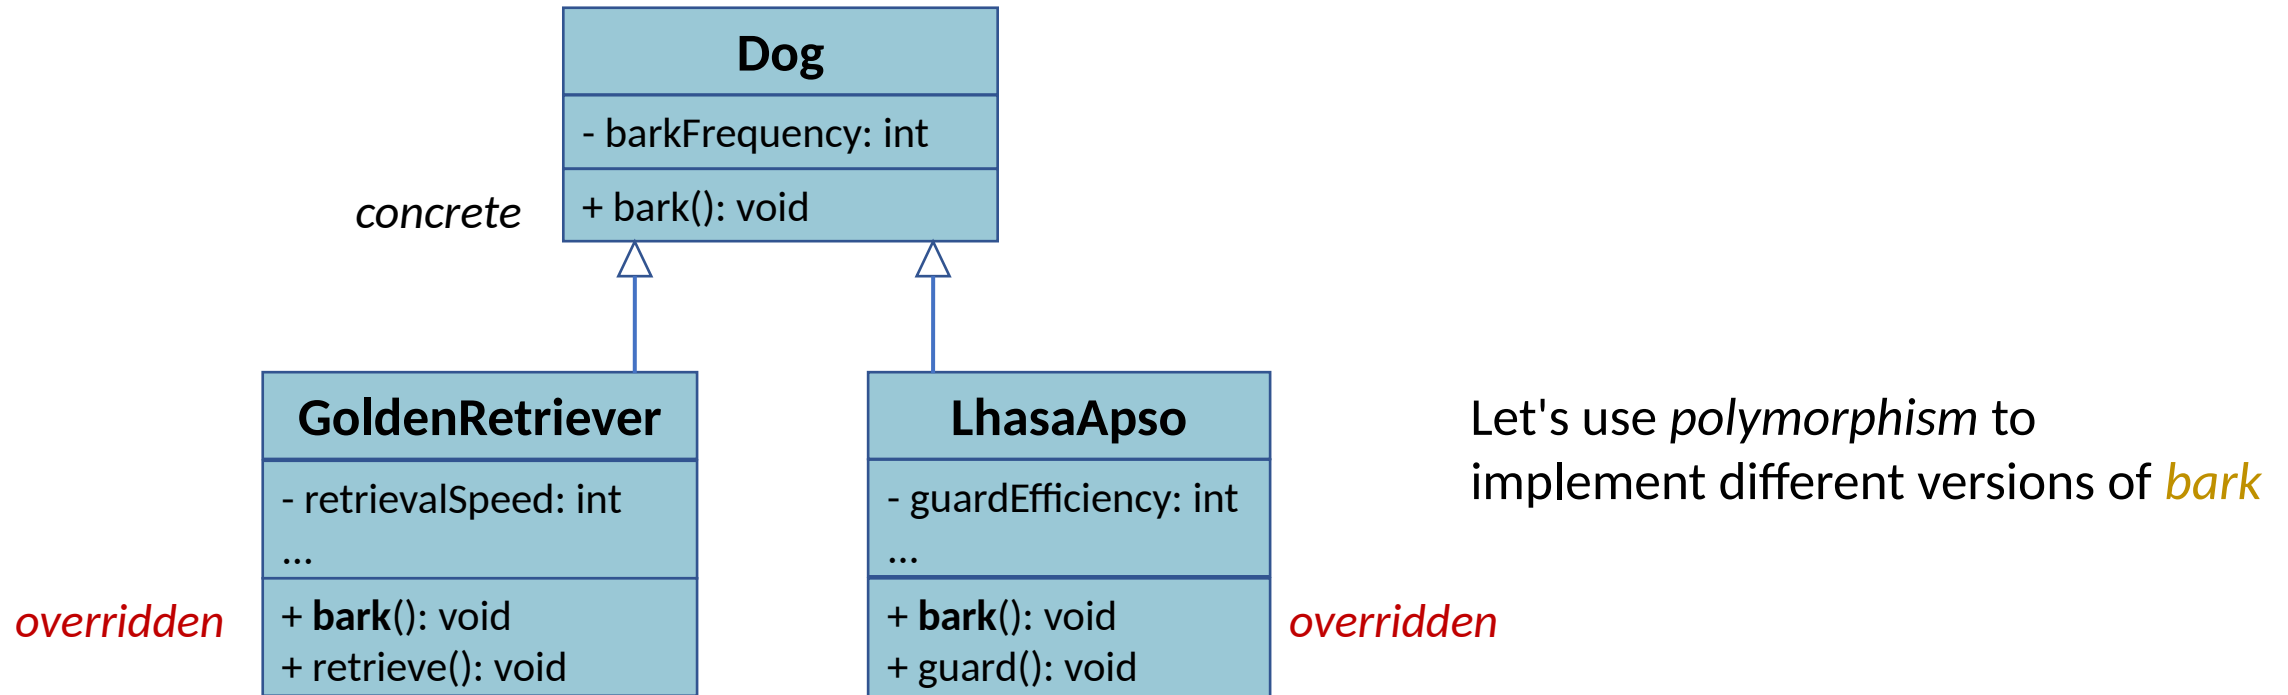 Dog
- barkFrequency: int
concrete
+ bark(): void
GoldenRetriever
- retrievalSpeed: int
...
overridden
+ bark(): void
+ retrieve(): void
LhasaApso
- guardEfficiency: int
...
+ bark(): void
+ guard(): void
overridden
Let's use polymorphism to
implement different versions of bark